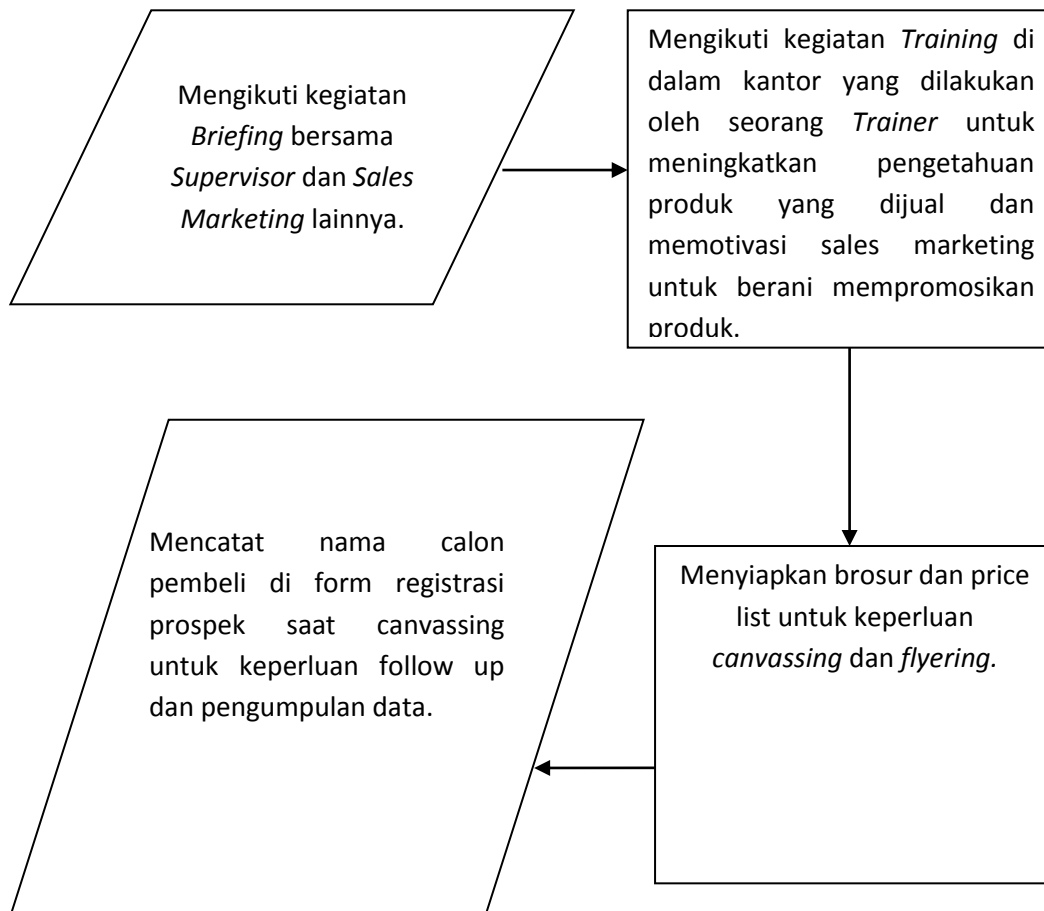 Mengikuti kegiatan
Briefing bersama
Supervisor dan Sales
Marketing lainnya.
Mengikuti kegiatan Training di
dalam kantor yang dilakukan
oleh seorang Trainer untuk
meningkatkan pengetahuan
produk yang dijual dan
memotivasi sales marketing
untuk berani mempromosikan
produk.
Menyiapkan brosur dan price
list untuk keperluan
canvassing dan flyering.
Mencatat nama calon
pembeli di form registrasi
prospek saat canvassing
untuk keperluan follow up
dan pengumpulan data.